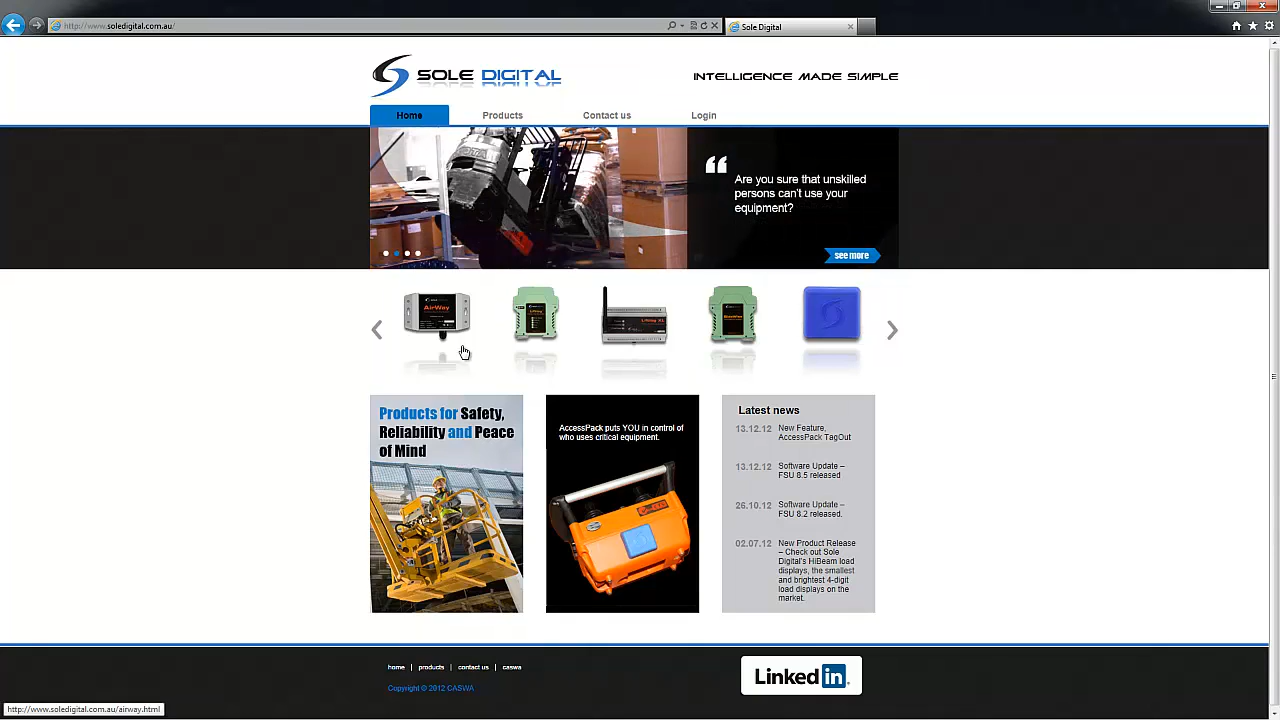 http://www.soledigital.com.au/
Sole Digital
SOLE DIGITAL
INTELLIGENCE MADE SIMPLE
Home
Products
Contact us
Login
Are you sure that unskilled
persons can't use your
equipment?
see more
AirWay
Products for Safety,
Reliability and Peace
of Mind
AccessPack puts YOU in control of
who uses critical equipment.
Latest news
13.12.12 New Feature,
AccessPack TagOut
13.12.12 Software Update –
FSU 8.5 released
26.10.12 Software Update –
FSU 8.2 released.
02.07.12 New Product Release
– Check out Sole
Digital's HiBeam load
displays, the smallest
and brightest 4-digit
load displays on the
market.
home | products | contact us | caswa
Copyright © 2012 CASWA
Linked in
http://www.soledigital.com.au/airway.html